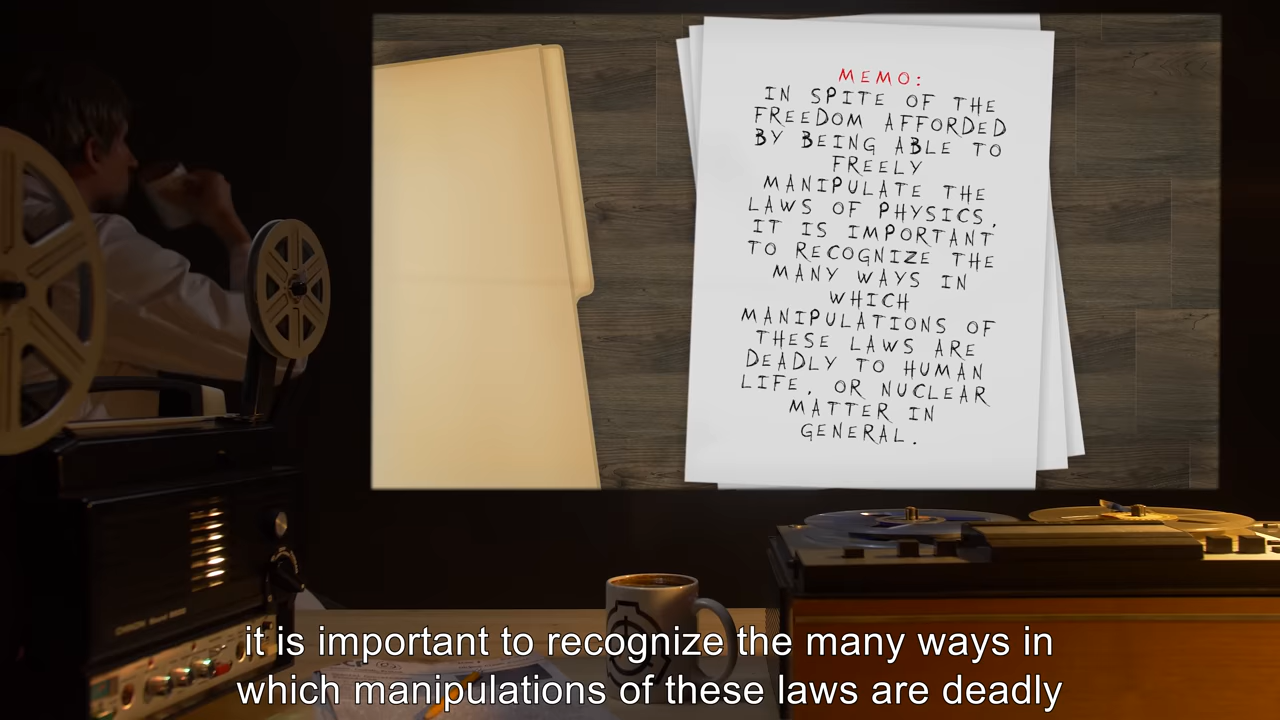 MEMO:
IN SPITE OF THE
FREEDOM AFFORDED
BY BEING ABLE TO
FREELY
MANIPULATE THE
LAWS OF PHYSICS,
IT IS IMPORTANT
TO RECOGNIZE THE
MANY WAYS IN
WHICH
MANIPULATIONS OF
THESE LAWS ARE
DEADLY TO HUMAN
LIFE, OR NUCLEAR
MATTER IN
GENERAL.
it is important to recognize the many ways in
which manipulations of these laws are deadly